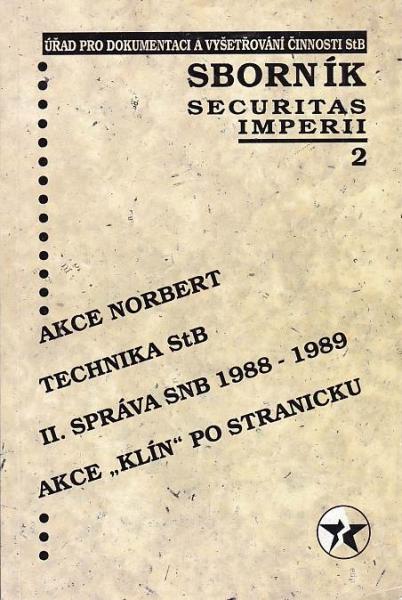 ÚŘAD PRO DOKUMENTACI A VYŠETŘOVÁNÍ ČINNOSTI StB
SBORNÍK
SECURITAS
IMPERII
2
AKCE NORBERT
TECHNIKA StB
II. SPRÁVA SNB 1988 - 1989
AKCE „KLÍN“ PO STRANICKU